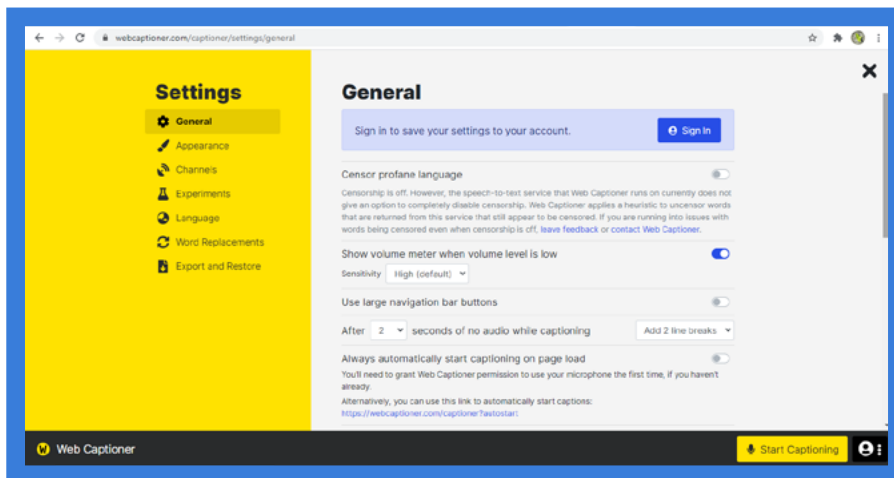 webcaptioner.com/captioner/settings/general
Settings
General
Appearance
Channels
Experiments
Language
Word Replacements
Export and Restore
General
Sign in to save your settings to your account.
Sign In
Censor profane language
Censorship is off. However, the speech-to-text service that Web Captioner runs on currently does not
give an option to completely disable censorship. Web Captioner applies a heuristic to uncensor words
that are returned from this service that still appear to be censored. If you are running into issues with
words being censored even when censorship is off, leave feedback or contact Web Captioner.
Show volume meter when volume level is low
Sensitivity High (default)
Use large navigation bar buttons
After 2 seconds of no audio while captioning Add 2 line breaks
Always automatically start captioning on page load
You'll need to grant Web Captioner permission to use your microphone the first time, if you haven't
already.
Alternatively, you can use this link to automatically start captions:
https://webcaptioner.com/captioner?autostart
Web Captioner
Start Captioning